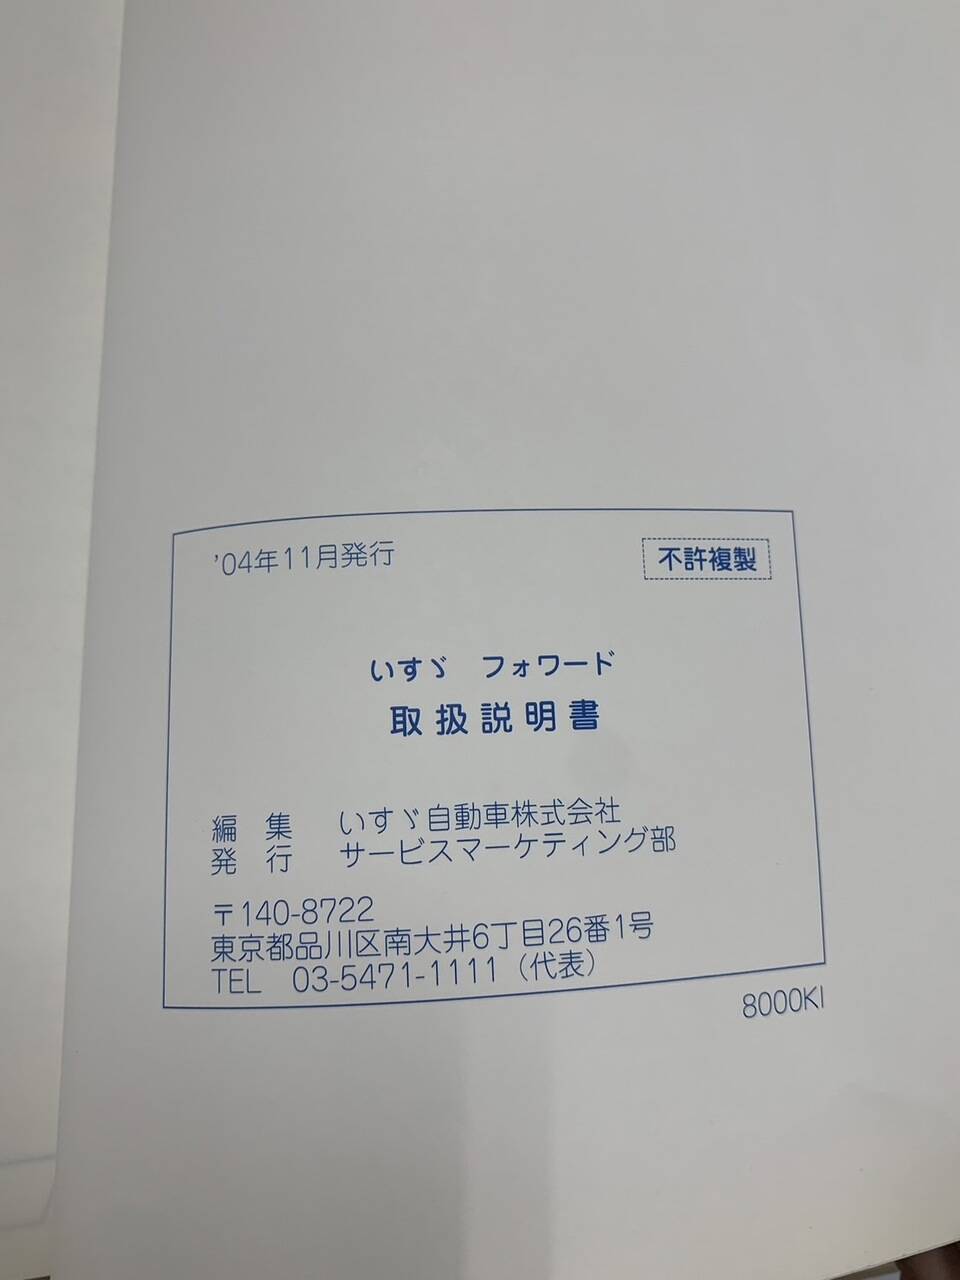 '04年11月発行
不許複製
いすゞ フォワード
取扱説明書
編 集 いすゞ自動車株式会社
発 行 サービスマーケティング部
〒140-8722
東京都品川区南大井6丁目26番1号
TEL 03-5471-1111（代表）
8000KI